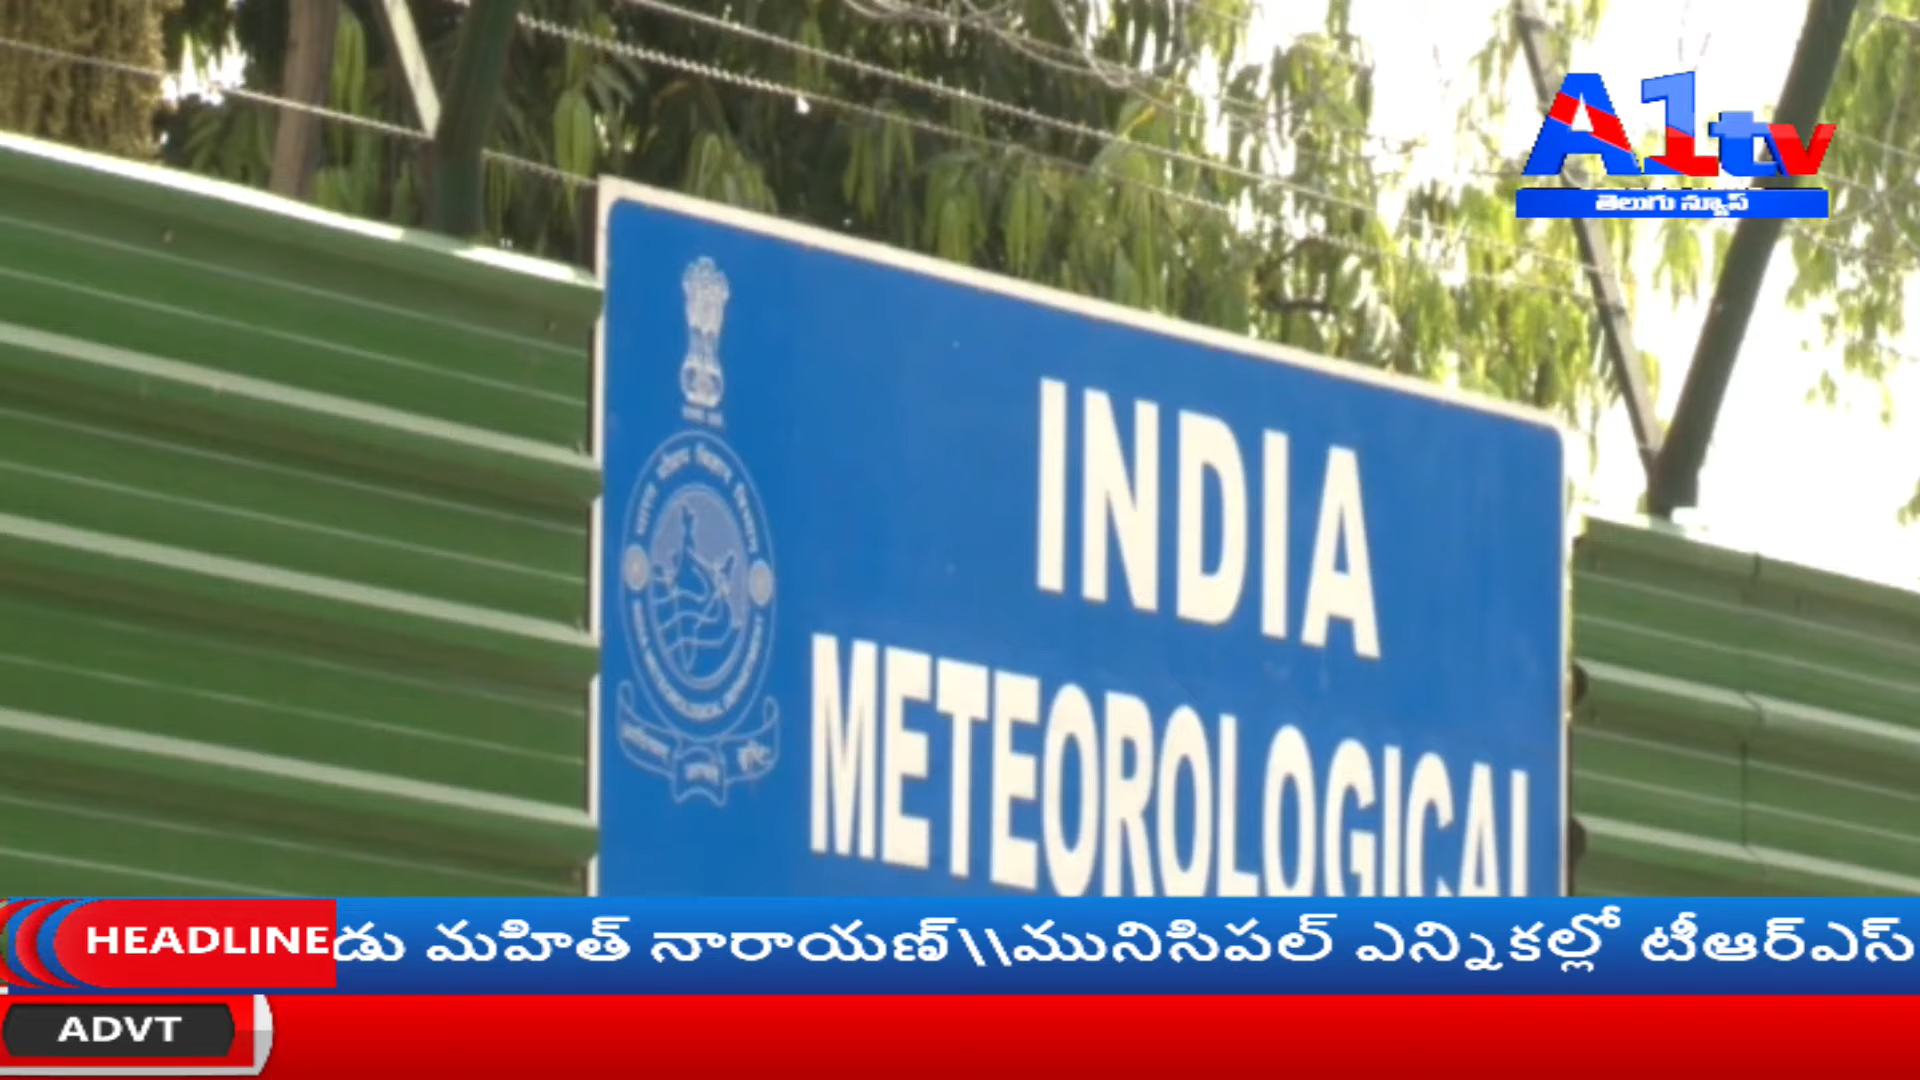 A1tv
తెలుగు న్యూస్
INDIA
METEOROLOGICAL
HEADLINE
డు మహిత్ నారాయణ్\\మునిసిపల్ ఎన్నికల్లో టీఆర్ఎస్
ADVT